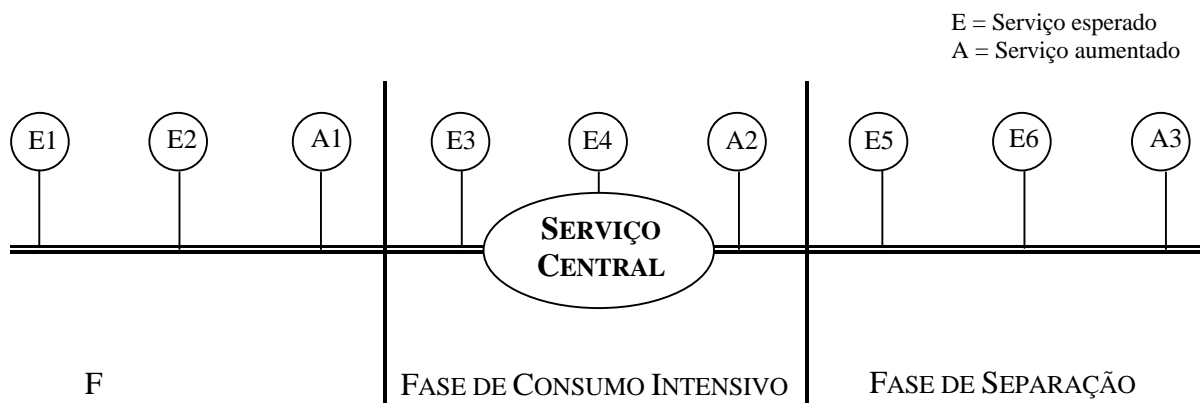 E = Serviço esperado
A = Serviço aumentado
E1 E2 A1 E3 E4 A2 E5 E6 A3
SERVIÇO
CENTRAL
F FASE DE CONSUMO INTENSIVO FASE DE SEPARAÇÃO